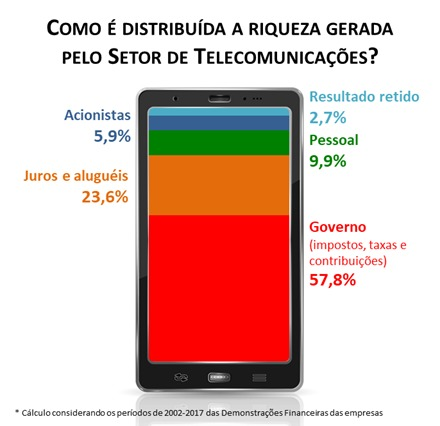 Como é distribuída a riqueza gerada
pelo Setor de Telecomunicações?
Acionistas
5,9%
Resultado retido
2,7%
Pessoal
9,9%
Juros e aluguéis
23,6%
Governo
(impostos, taxas e
contribuições)
57,8%
* Cálculo considerando os períodos de 2002-2017 das Demonstrações Financeiras das empresas